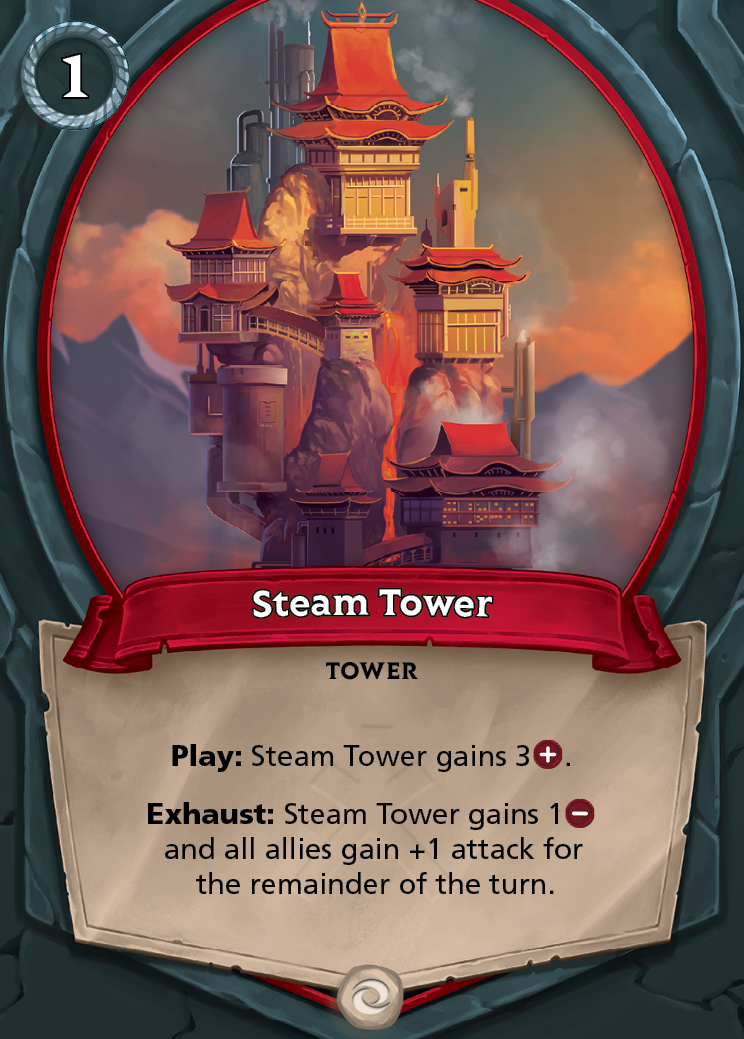 1
Steam Tower
TOWER
Play: Steam Tower gains 3+.
Exhaust: Steam Tower gains 1−
and all allies gain +1 attack for
the remainder of the turn.